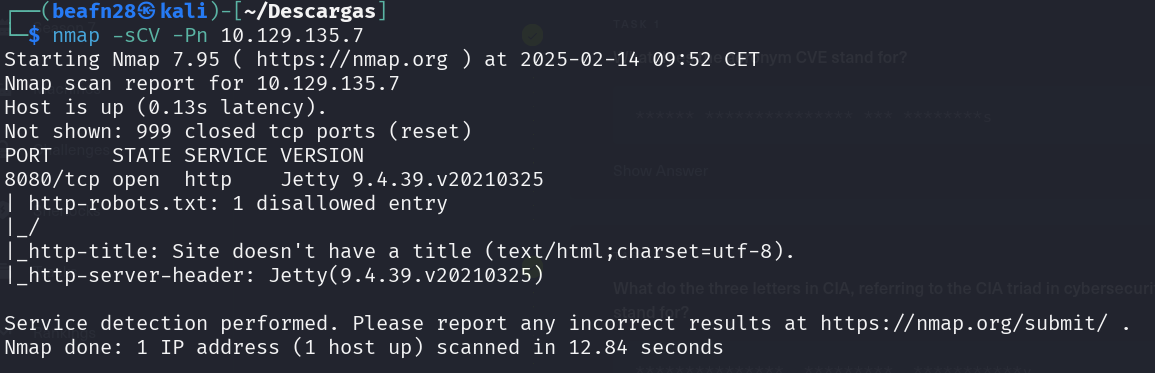 ┌──(beafn28㉿kali)-[~/Descargas]
└─$ nmap -sCV -Pn 10.129.135.7
Starting Nmap 7.95 ( https://nmap.org ) at 2025-02-14 09:52 CET
Nmap scan report for 10.129.135.7
Host is up (0.13s latency).
Not shown: 999 closed tcp ports (reset)
PORT     STATE SERVICE VERSION
8080/tcp open  http    Jetty 9.4.39.v20210325
| http-robots.txt: 1 disallowed entry
|_/
|_http-title: Site doesn't have a title (text/html;charset=utf-8).
|_http-server-header: Jetty(9.4.39.v20210325)
Service detection performed. Please report any incorrect results at https://nmap.org/submit/ .
Nmap done: 1 IP address (1 host up) scanned in 12.84 seconds
TASK 1
CVE stand for?
Show Answer
What do the three letters in CIA, referring to the CIA triad in
stand for?